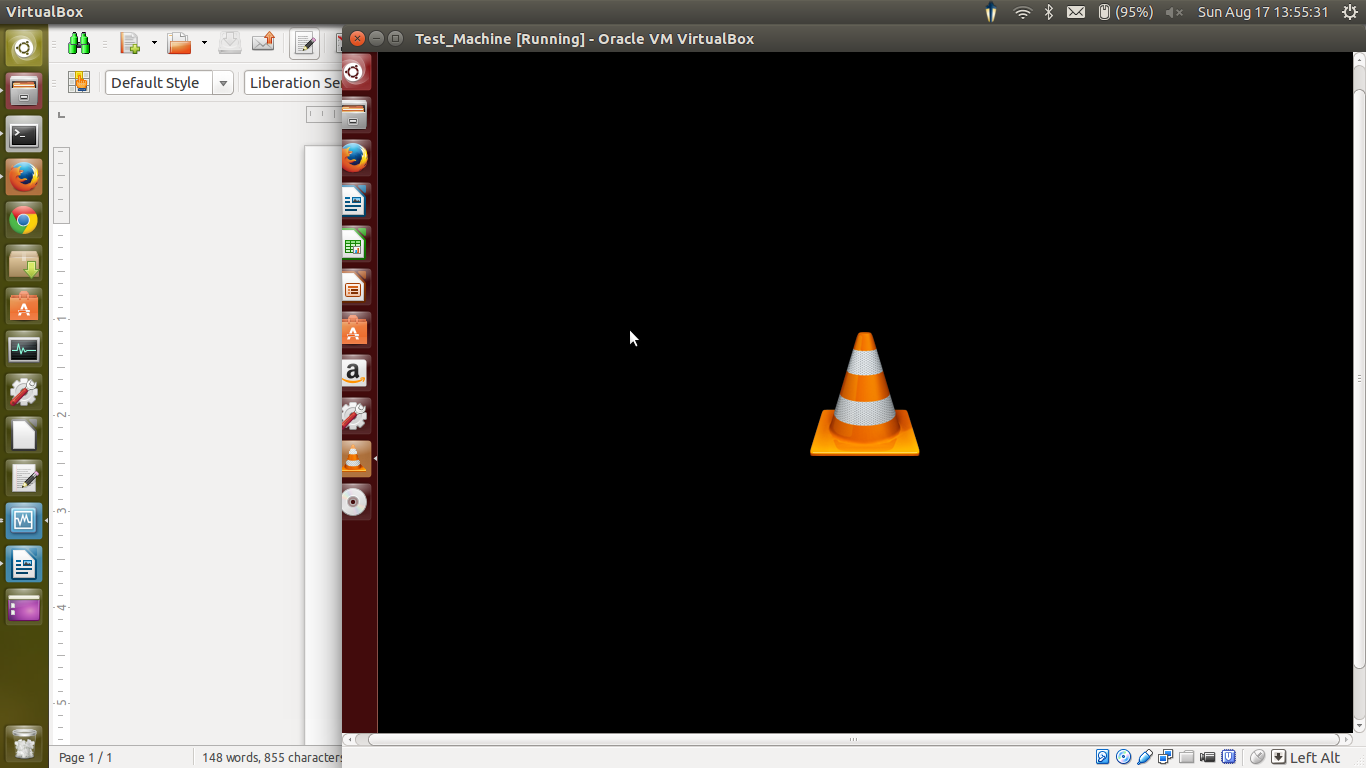 VirtualBox
(95%)
Sun Aug 17 13:55:31
Test_Machine [Running] - Oracle VM VirtualBox
Default Style
Liberation Se
1
2
3
4
5
a
Page 1 / 1
148 words, 855 characters
Left Alt